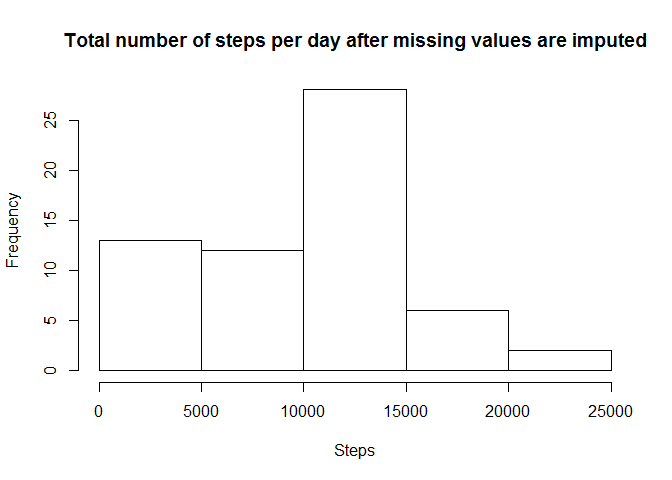 Total number of steps per day after missing values are imputed
25
20
15
10
5
0
Frequency
0 5000 10000 15000 20000 25000
Steps